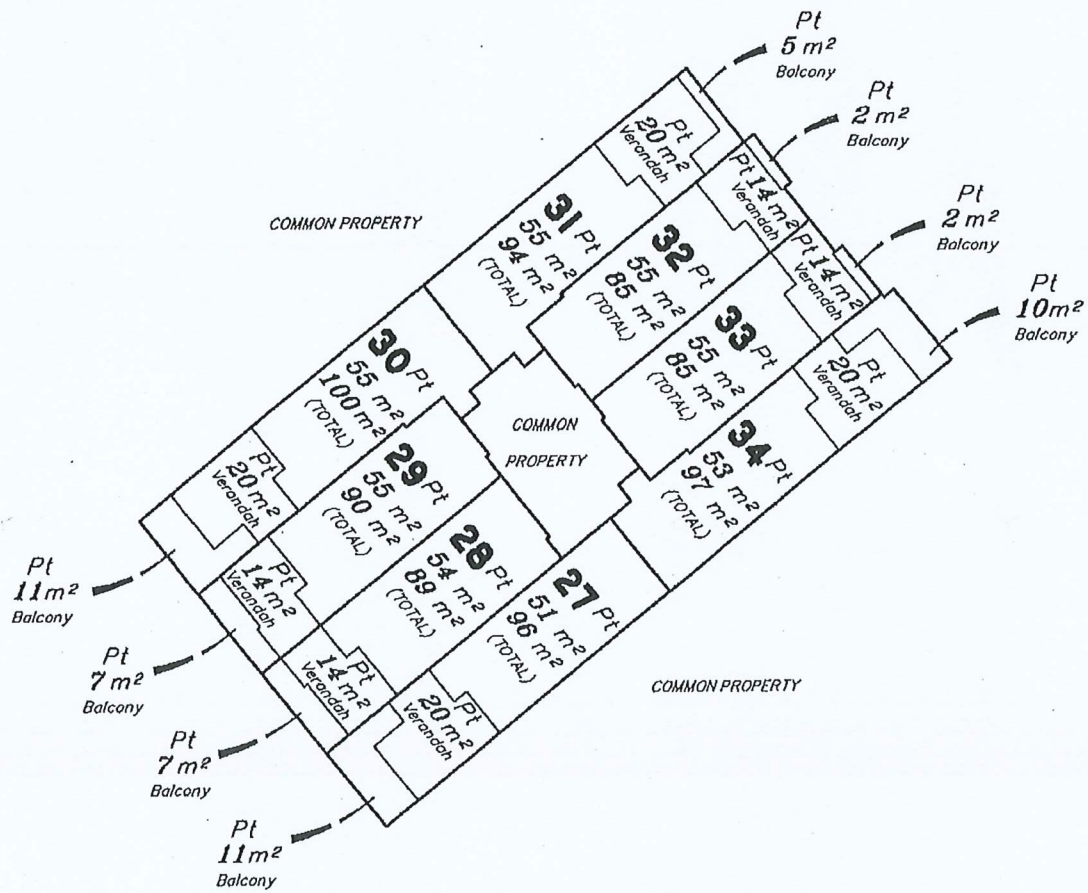 Pt
5 m²
Balcony
Pt
2 m²
Balcony
Pt
2 m²
Balcony
Pt
10 m²
Balcony
Pt
20 m²
Verandah
Pt 14 m²
Verandah
Pt 14 m²
Verandah
Pt
20 m²
Verandah
COMMON PROPERTY
31 Pt
55 m²
94 m²
(TOTAL)
32 Pt
55 m²
85 m²
(TOTAL)
33 Pt
55 m²
85 m²
(TOTAL)
34 Pt
53 m²
97 m²
(TOTAL)
COMMON
PROPERTY
30 Pt
55 m²
100 m²
(TOTAL)
29 Pt
55 m²
90 m²
(TOTAL)
28 Pt
54 m²
89 m²
(TOTAL)
27 Pt
51 m²
96 m²
(TOTAL)
COMMON PROPERTY
Pt
20 m²
Verandah
Pt
14 m²
Verandah
Pt
14 m²
Verandah
Pt
20 m²
Verandah
Pt
11 m²
Balcony
Pt
7 m²
Balcony
Pt
7 m²
Balcony
Pt
11 m²
Balcony